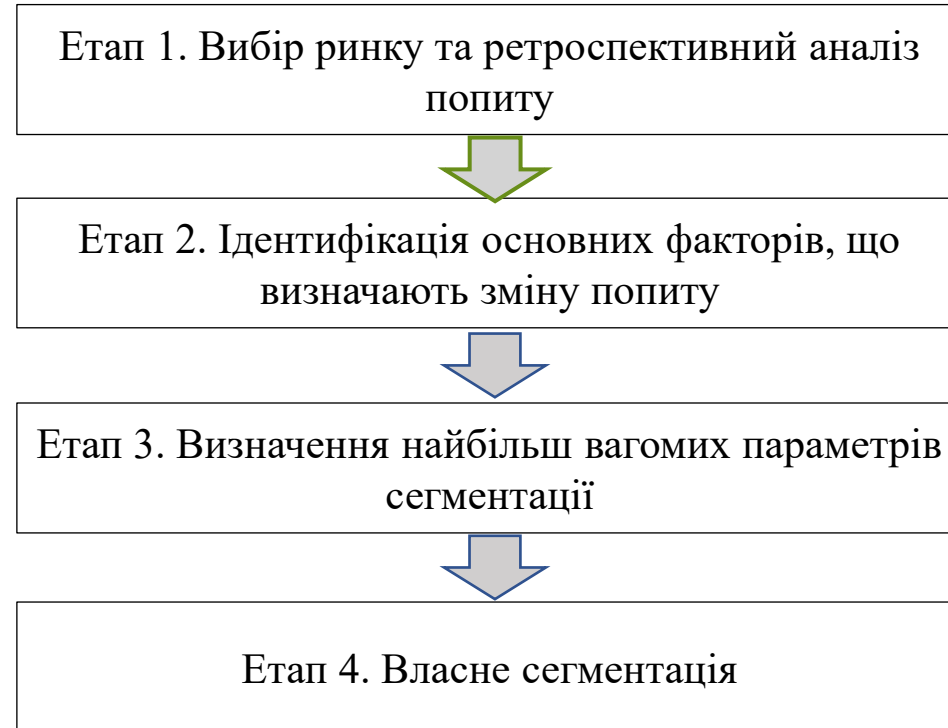 Етап 1. Вибір ринку та ретроспективний аналіз
попиту
Етап 2. Ідентифікація основних факторів, що
визначають зміну попиту
Етап 3. Визначення найбільш вагомих параметрів
сегментації
Етап 4. Власне сегментація